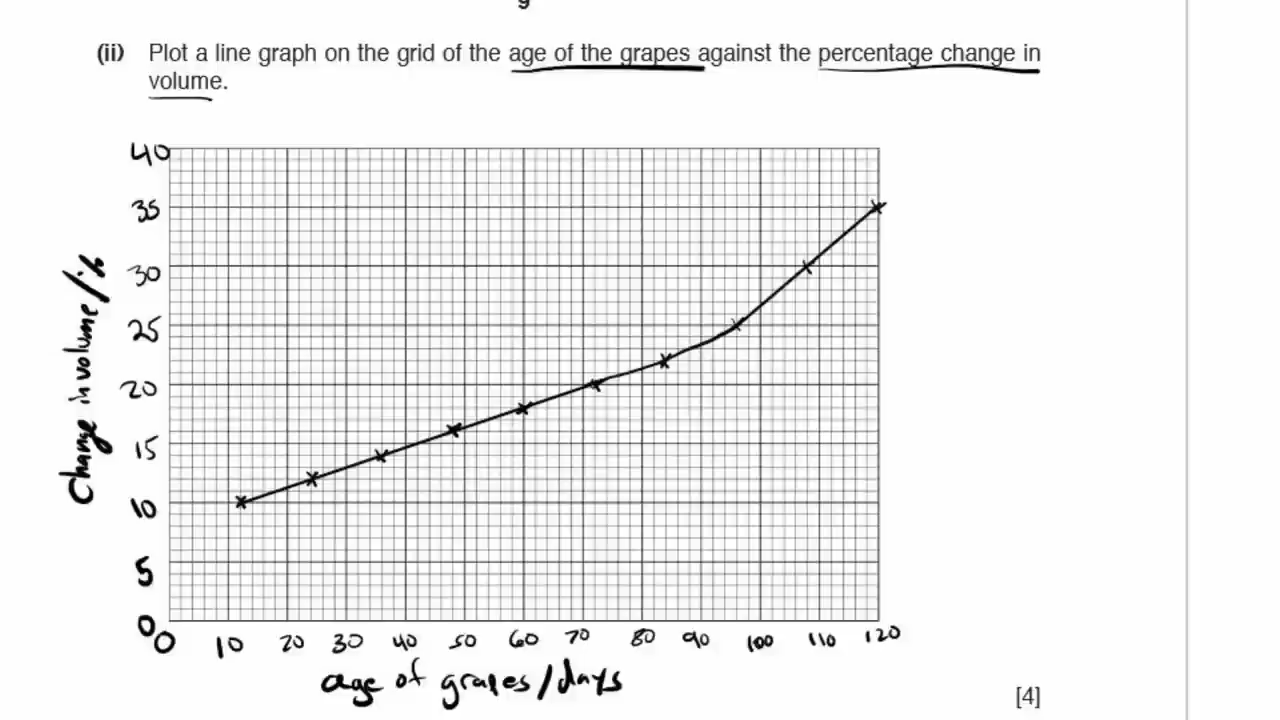 (ii) Plot a line graph on the grid of the age of the grapes against the percentage change in
volume.
40
35
30
25
20
15
10
5
0
Change in volume/%
0 10 20 30 40 50 60 70 80 90 100 110 120
age of grapes/days
[4]